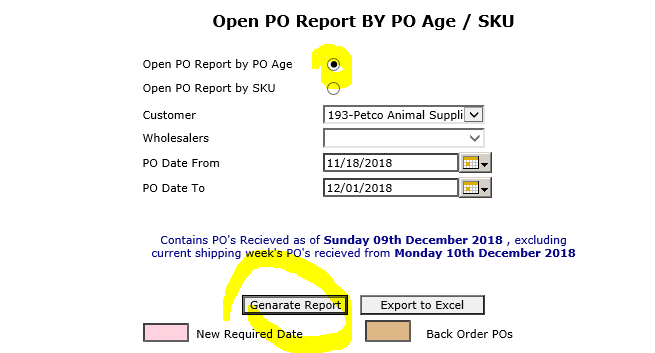 Open PO Report BY PO Age / SKU
Open PO Report by PO Age
Open PO Report by SKU
Customer 193-Petco Animal Suppli
Wholesalers
PO Date From 11/18/2018
PO Date To 12/01/2018
Contains PO's Recieved as of Sunday 09th December 2018 , excluding
current shipping week's PO's recieved from Monday 10th December 2018
Genarate Report Export to Excel
New Required Date Back Order POs